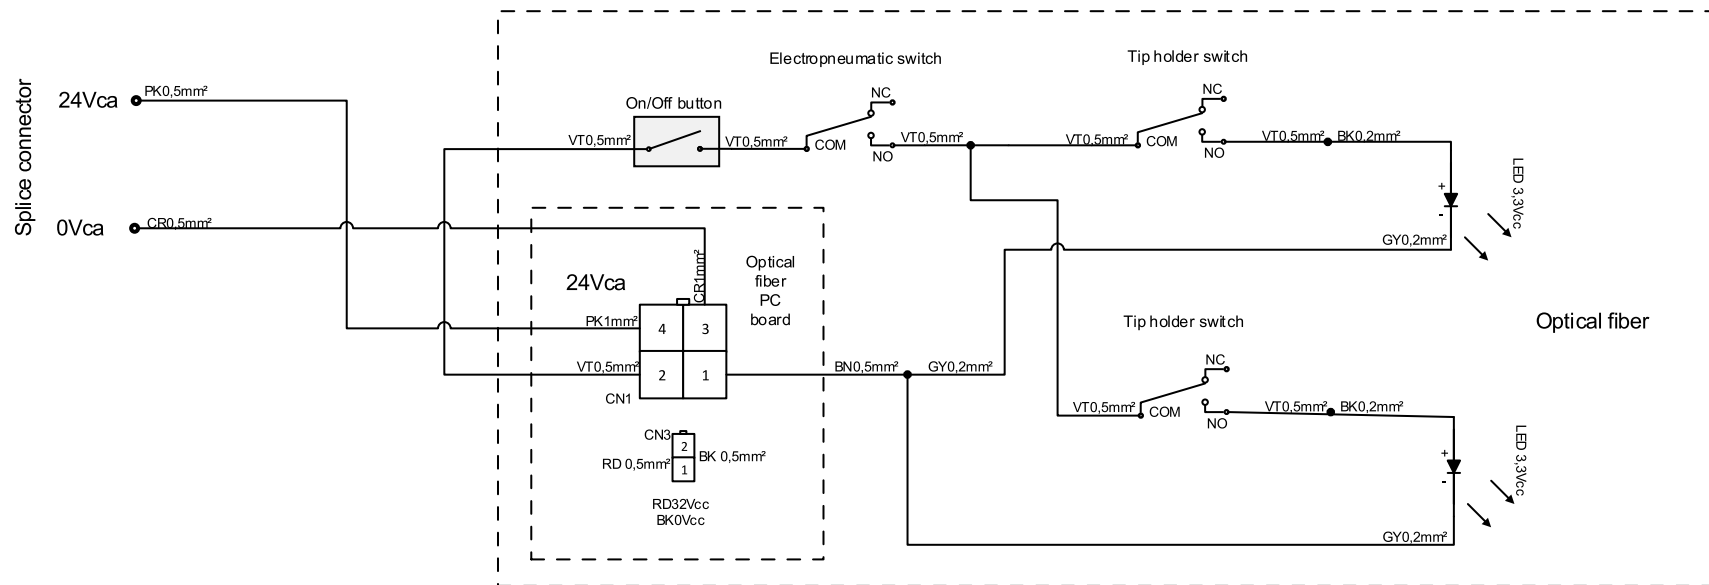 Splice connector
24Vca
PK0,5mm²
0Vca
CR0,5mm²
Electropneumatic switch
Tip holder switch
On/Off button
VT0,5mm²
VT0,5mm²
NC
COM
NO
VT0,5mm²
VT0.5mm²
NC
COM
NO
VT0,5mm²
BK0.2mm²
+
-
LED 3,3Vcc
GY0,2mm²
24Vca
CR1mm²
Optical
fiber
PC
board
PK1mm²
4
3
VT0,5mm²
2
1
CN1
BN0,5mm²
GY0,2mm²
CN3
2
RD 0,5mm²
1
BK 0,5mm²
RD32Vcc
BK0Vcc
Tip holder switch
NC
VT0,5mm²
COM
NO
VT0,5mm²
BK0,2mm²
+
-
LED 3,3Vcc
GY0,2mm²
Optical fiber